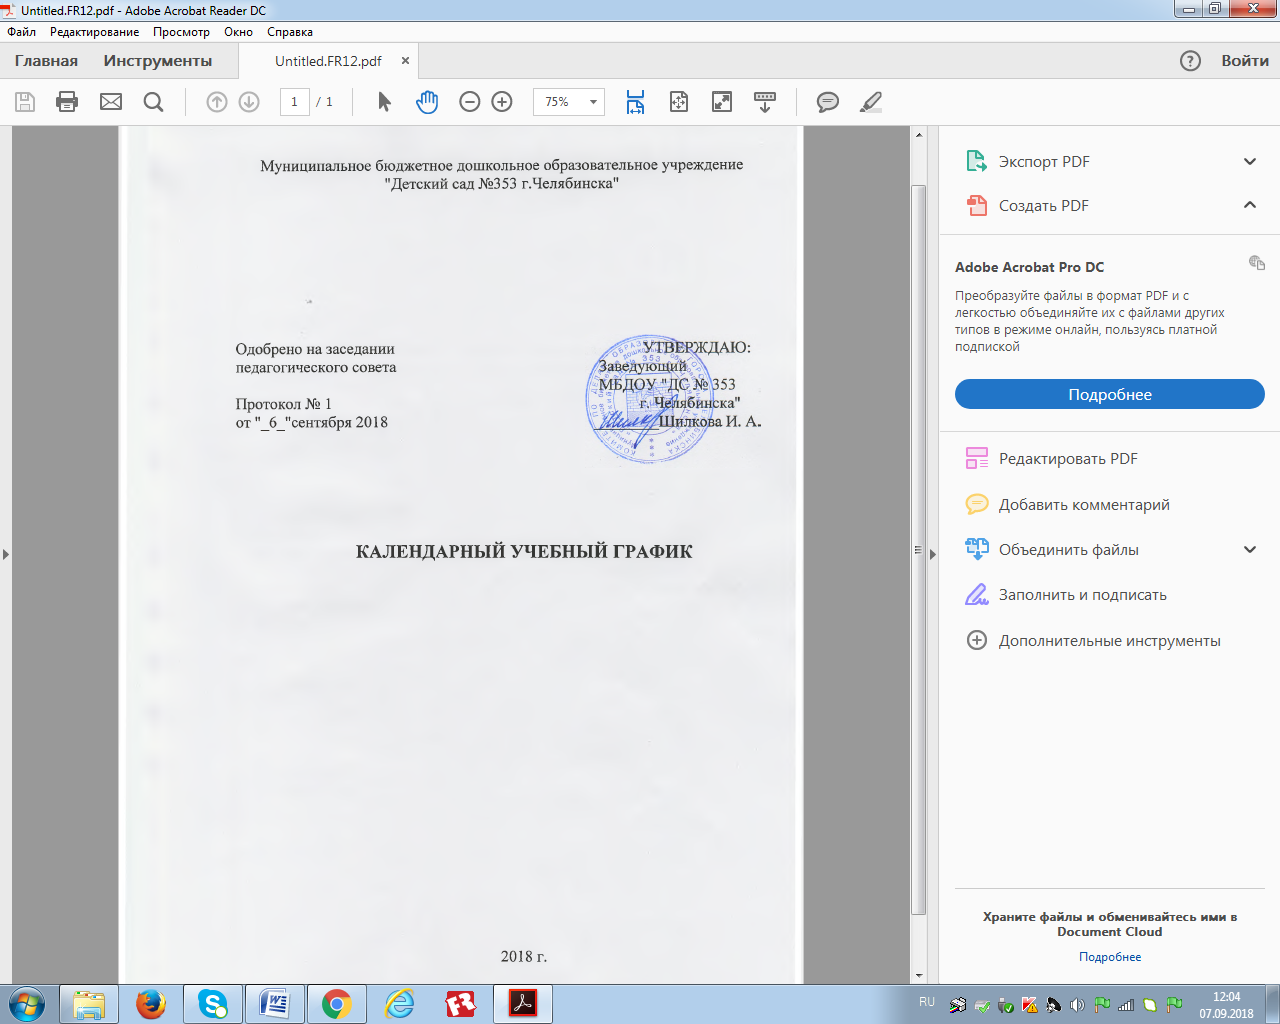 Untitled.FR12.pdf - Adobe Acrobat Reader DC
Файл Редактирование Просмотр Окно Справка
Главная Инструменты Untitled.FR12.pdf × Войти
1 / 1 75%
Муниципальное бюджетное дошкольное образовательное учреждение
"Детский сад №353 г.Челябинска"
Одобрено на заседании
педагогического совета
Протокол № 1
от "_6_"сентября 2018
УТВЕРЖДАЮ:
Заведующий
МБДОУ "ДС № 353
г. Челябинска"
________Шилкова И. А.
КАЛЕНДАРНЫЙ УЧЕБНЫЙ ГРАФИК
2018 г.
Экспорт PDF
Создать PDF
Adobe Acrobat Pro DC
Преобразуйте файлы в формат PDF и с
легкостью объединяйте их с файлами других
типов в режиме онлайн, пользуясь платной
подпиской
Подробнее
Редактировать PDF
Добавить комментарий
Объединить файлы
Заполнить и подписать
Дополнительные инструменты
Храните файлы и обменивайтесь ими в
Document Cloud
Подробнее
RU
12:04
07.09.2018